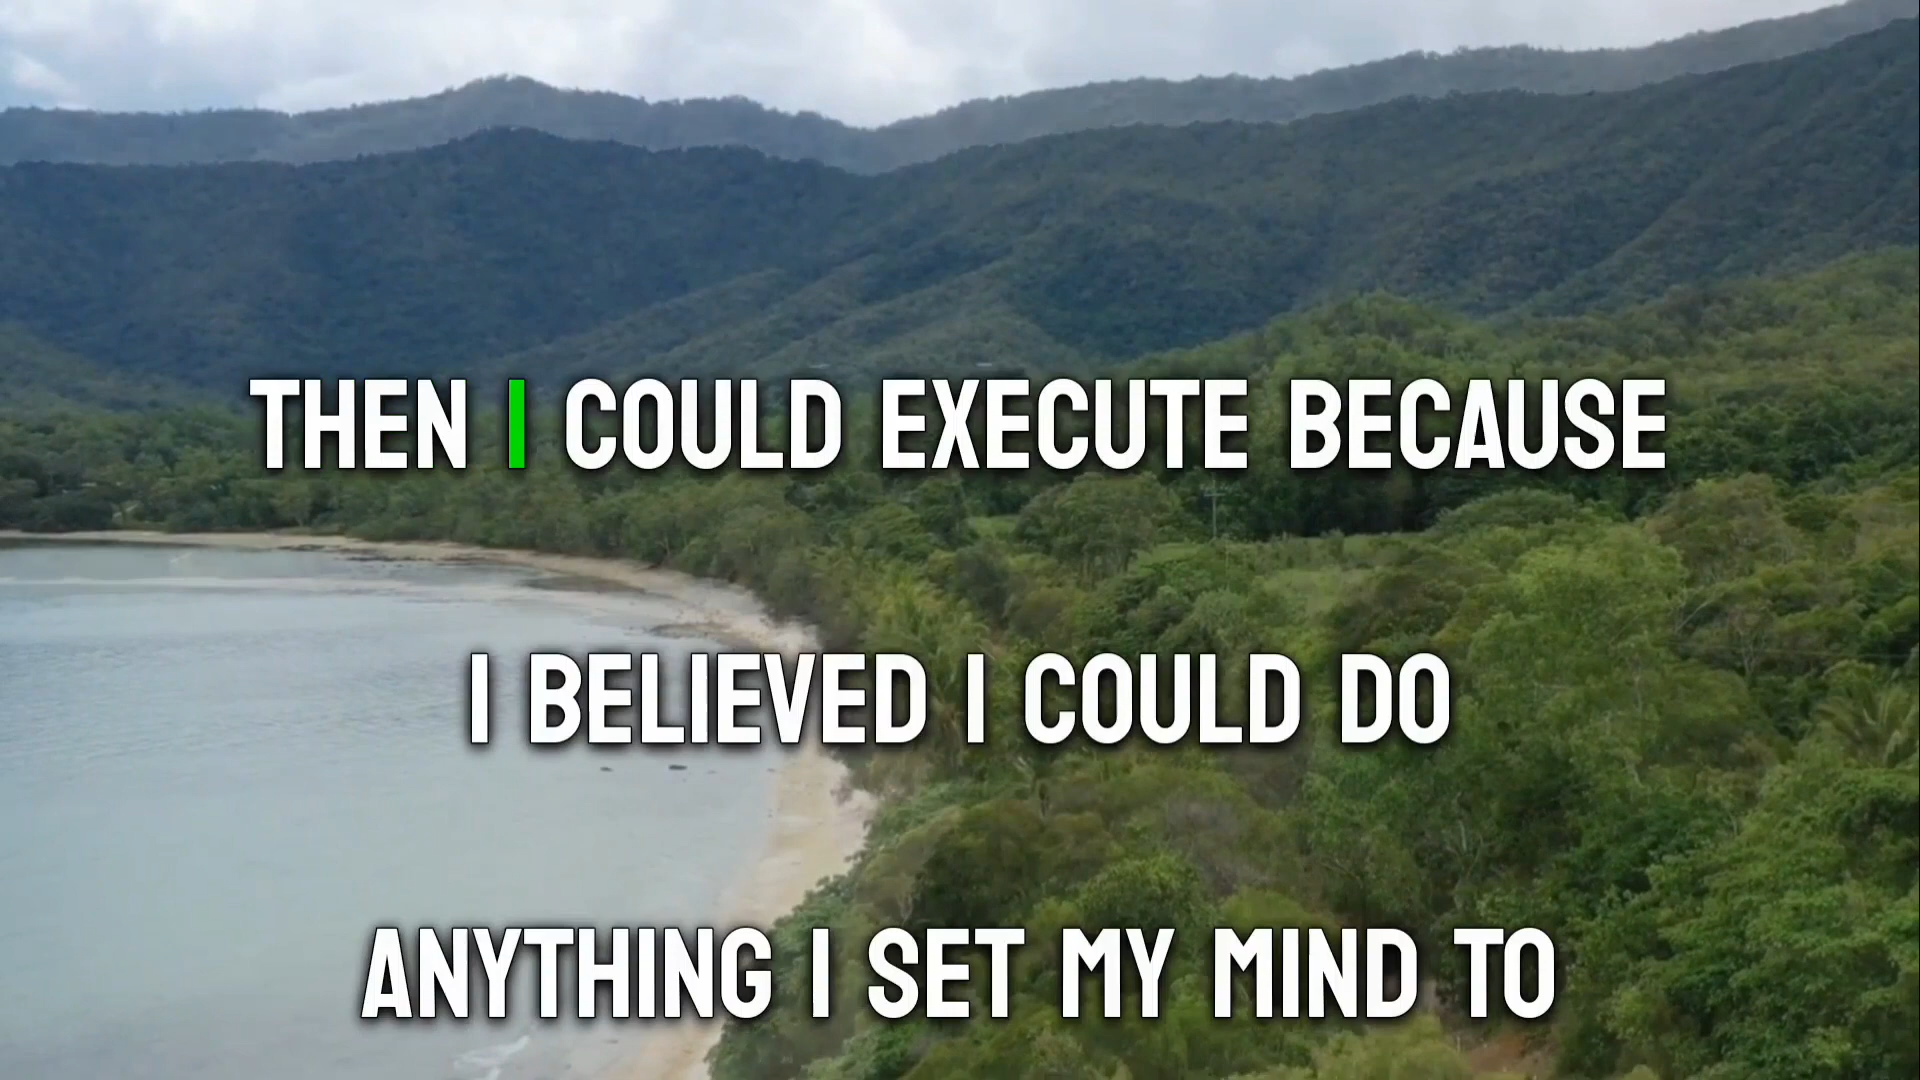 THEN I COULD EXECUTE BECAUSE
I BELIEVED I COULD DO
ANYTHING I SET MY MIND TO